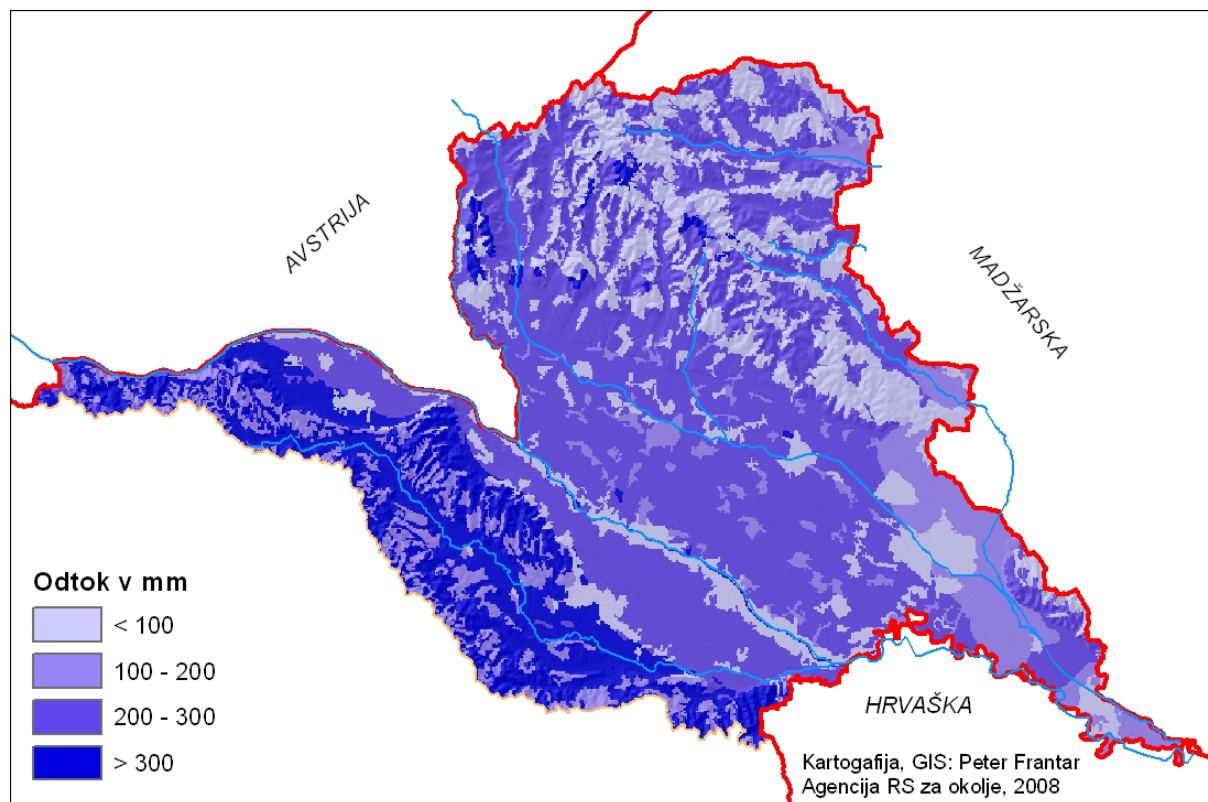 AVSTRIJA
MADŽARSKA
Odtok v mm
< 100
100 - 200
200 - 300
> 300
HRVAŠKA
Kartogafija, GIS: Peter Frantar
Agencija RS za okolje, 2008